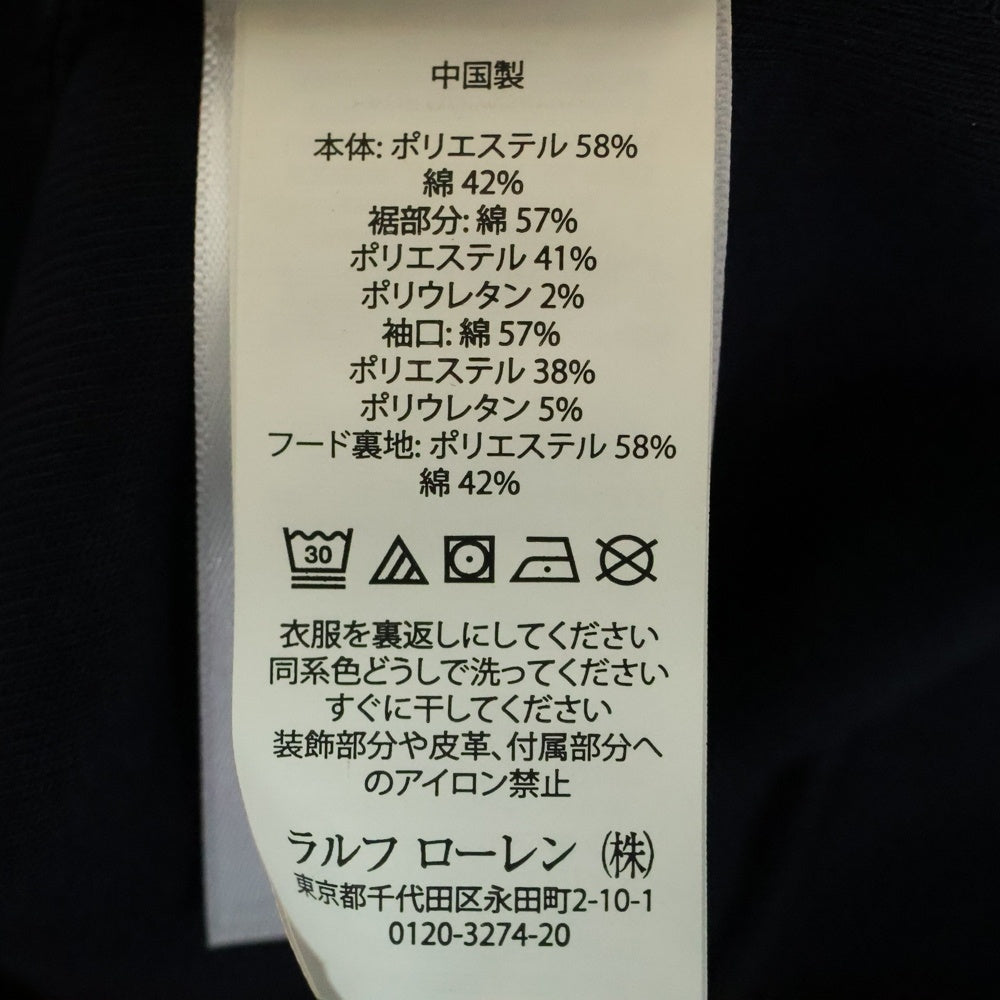 中国製
本体: ポリエステル 58%
綿 42%
裾部分: 綿 57%
ポリエステル 41%
ポリウレタン 2%
袖口: 綿 57%
ポリエステル 38%
ポリウレタン 5%
フード裏地: ポリエステル 58%
綿 42%
30
衣服を裏返しにしてください
同系色どうしで洗ってください
すぐに干してください
装飾部分や皮革、付属部分へ
のアイロン禁止
ラルフ ローレン (株)
東京都千代田区永田町2-10-1
0120-3274-20